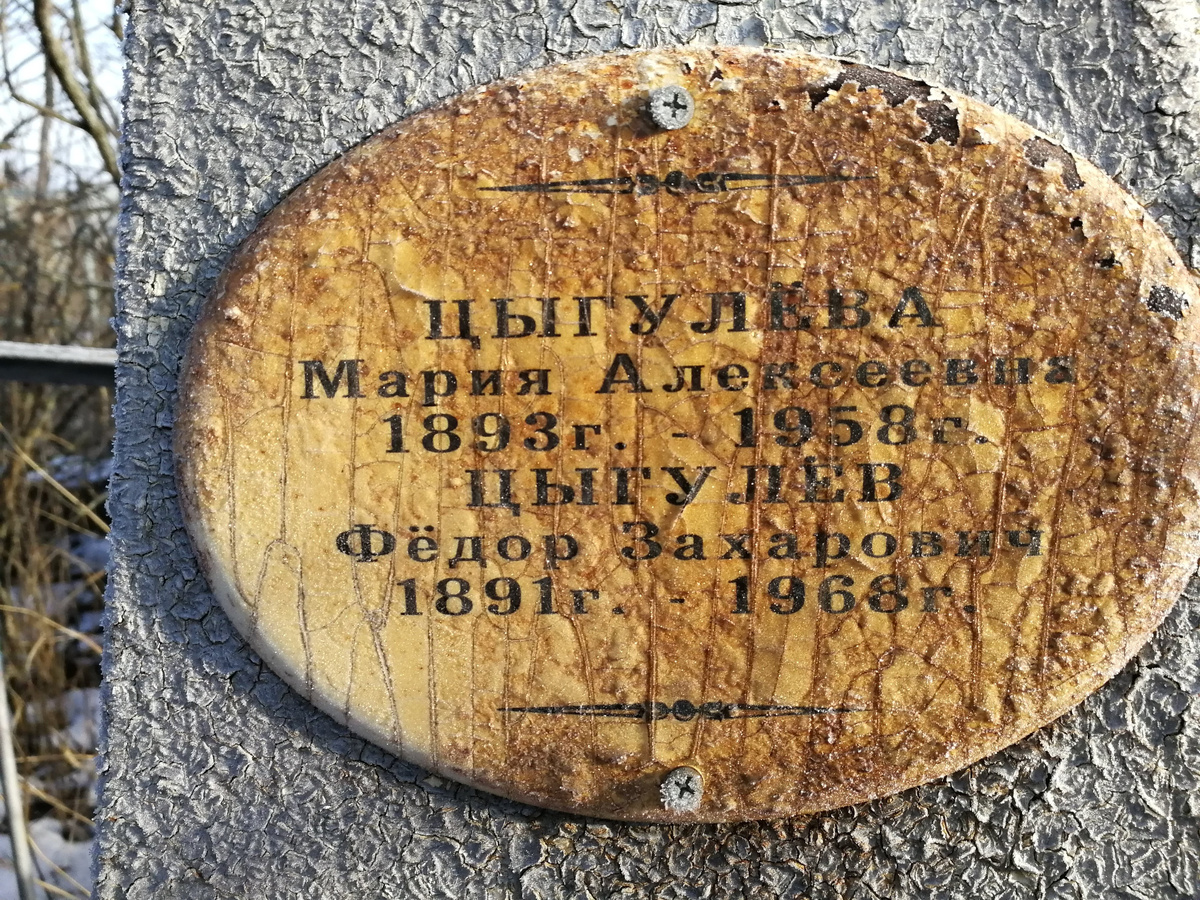 ЦЫГУЛЁВА
Мария Алексеевна
1893г. - 1958г.
ЦЫГУЛЁВ
Фёдор Захарович
1891г. - 1968г.